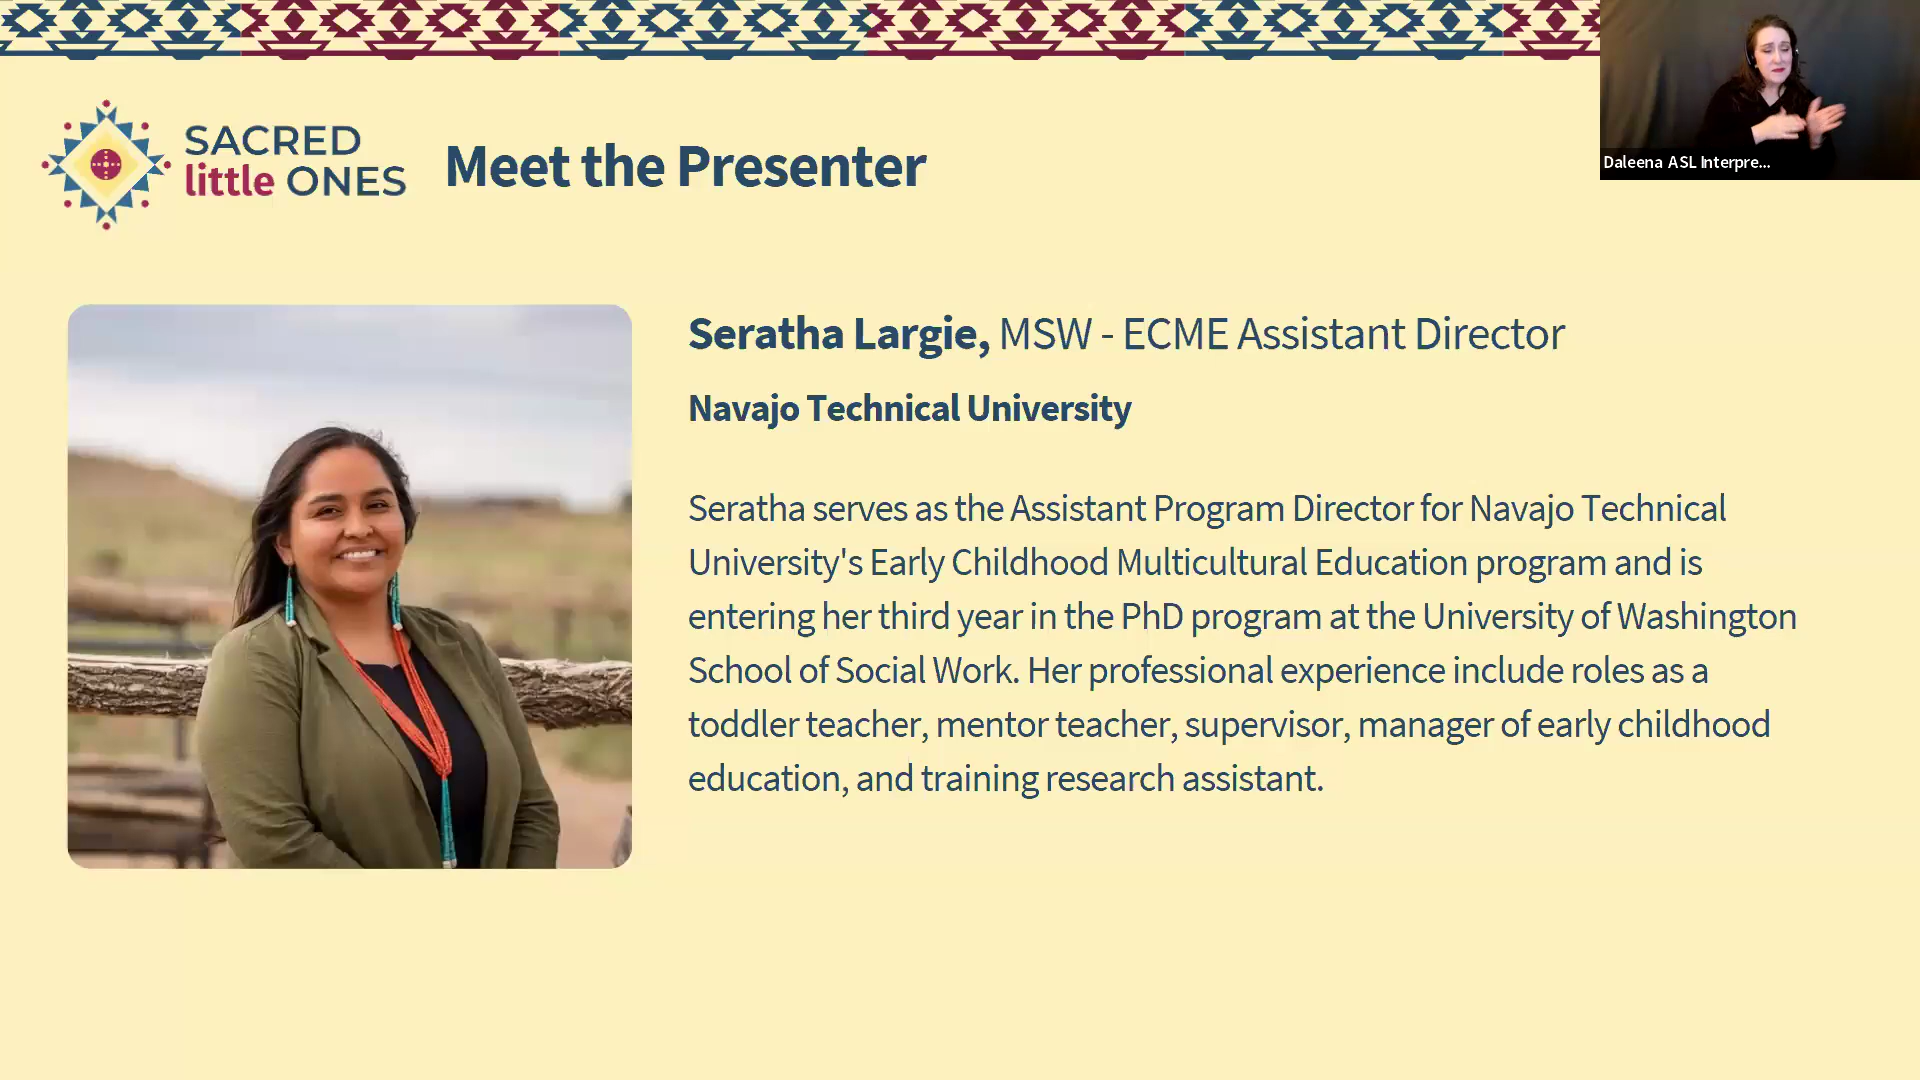 SACRED
little ONES
Meet the Presenter
Daleena ASL Interpre...
Seratha Largie, MSW - ECME Assistant Director
Navajo Technical University
Seratha serves as the Assistant Program Director for Navajo Technical
University's Early Childhood Multicultural Education program and is
entering her third year in the PhD program at the University of Washington
School of Social Work. Her professional experience include roles as a
toddler teacher, mentor teacher, supervisor, manager of early childhood
education, and training research assistant.